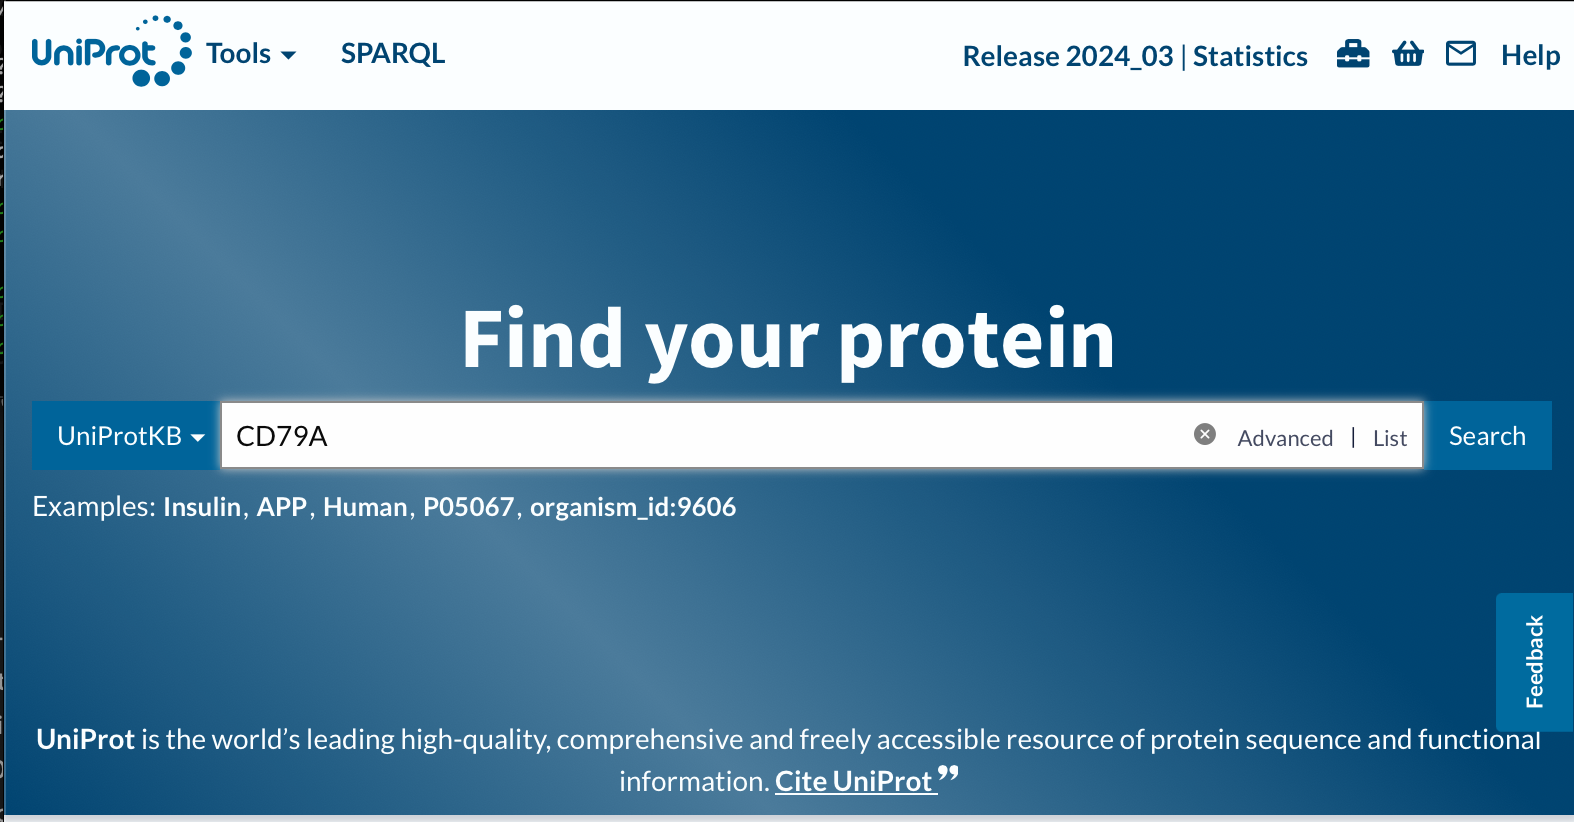 UniProt Tools SPARQL Release 2024_03 | Statistics Help
Find your protein
UniProtKB CD79A Advanced | List Search
Examples: Insulin, APP, Human, P05067, organism_id:9606
Feedback
UniProt is the world’s leading high-quality, comprehensive and freely accessible resource of protein sequence and functional
information. Cite UniProt ”